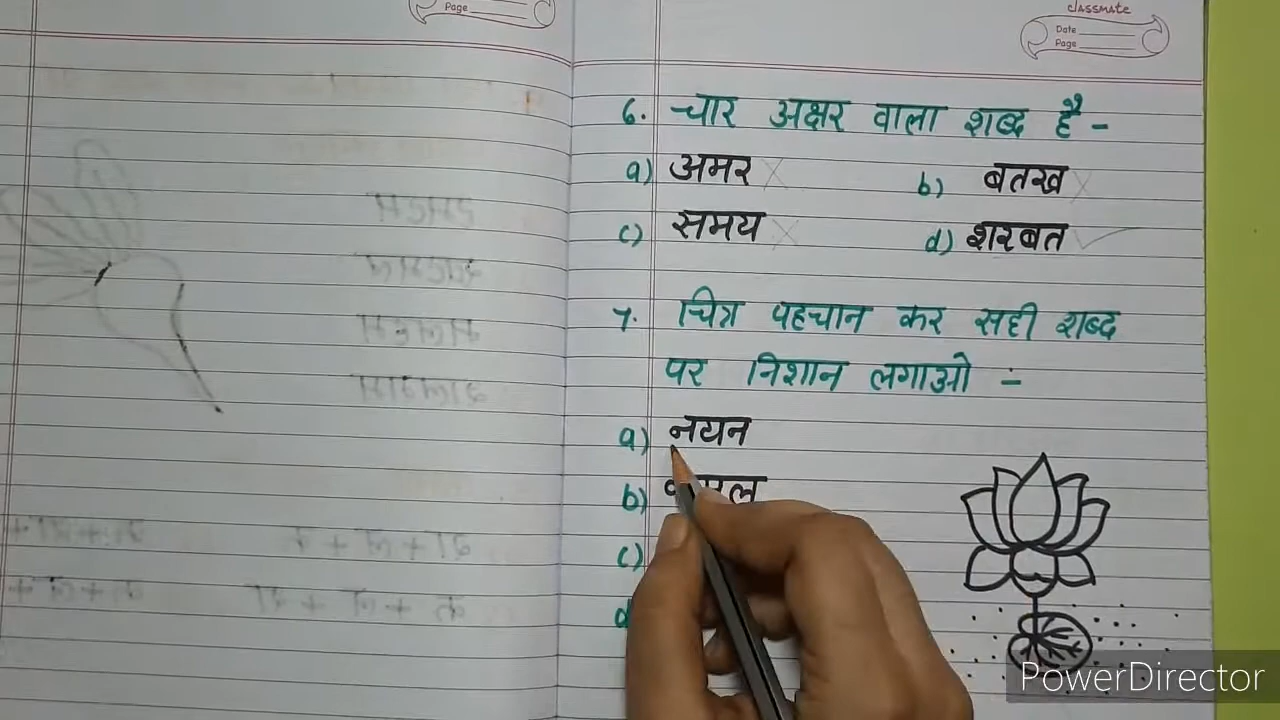 Page
classmate
Date
Page
6. चार अक्षर वाला शब्द है -
a) अमर × b) बतख ×
c) समय × d) शरबत ✓
7. चित्र पहचान कर सही शब्द
पर निशान लगाओ :-
a) नयन
b)
c)
d
PowerDirector